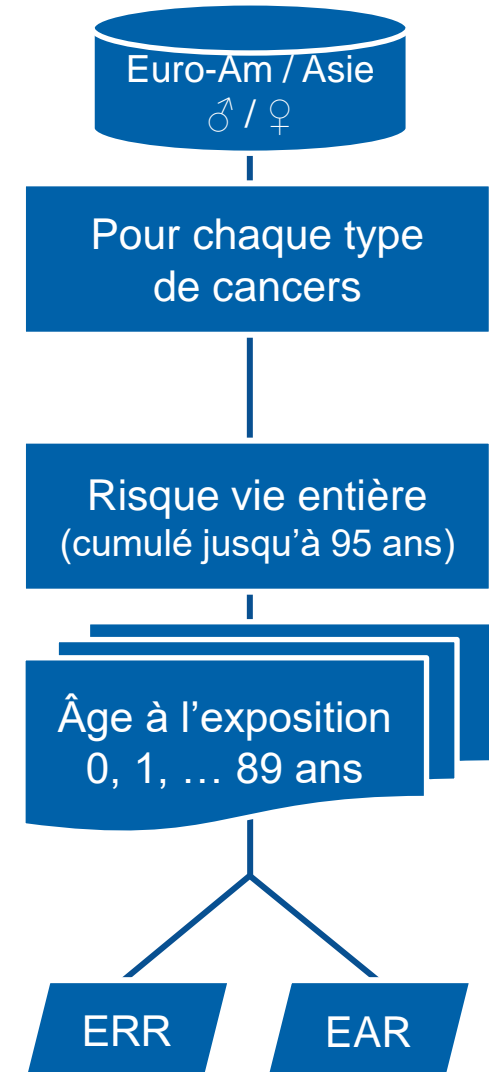 Euro-Am / Asie
♂ / ♀
Pour chaque type
de cancers
Risque vie entière
(cumulé jusqu’à 95 ans)
Âge à l’exposition
0, 1, … 89 ans
ERR
EAR